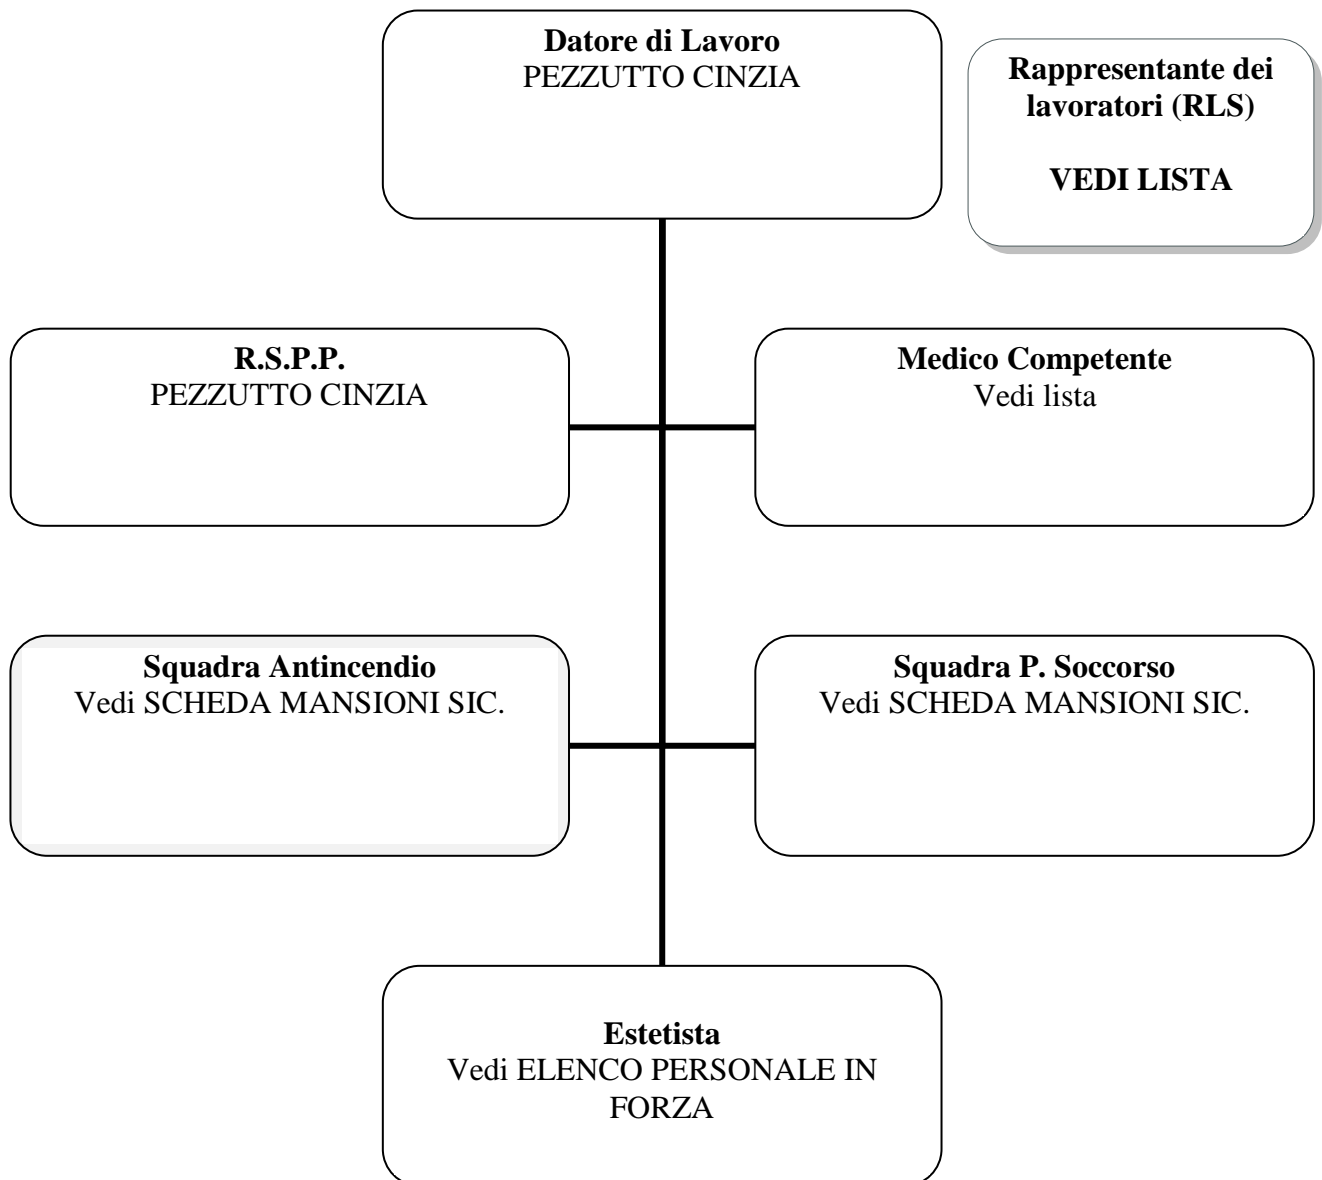 Datore di Lavoro
PEZZUTTO CINZIA
Rappresentante dei
lavoratori (RLS)
VEDI LISTA
R.S.P.P.
PEZZUTTO CINZIA
Medico Competente
Vedi lista
Squadra Antincendio
Vedi SCHEDA MANSIONI SIC.
Squadra P. Soccorso
Vedi SCHEDA MANSIONI SIC.
Estetista
Vedi ELENCO PERSONALE IN
FORZA